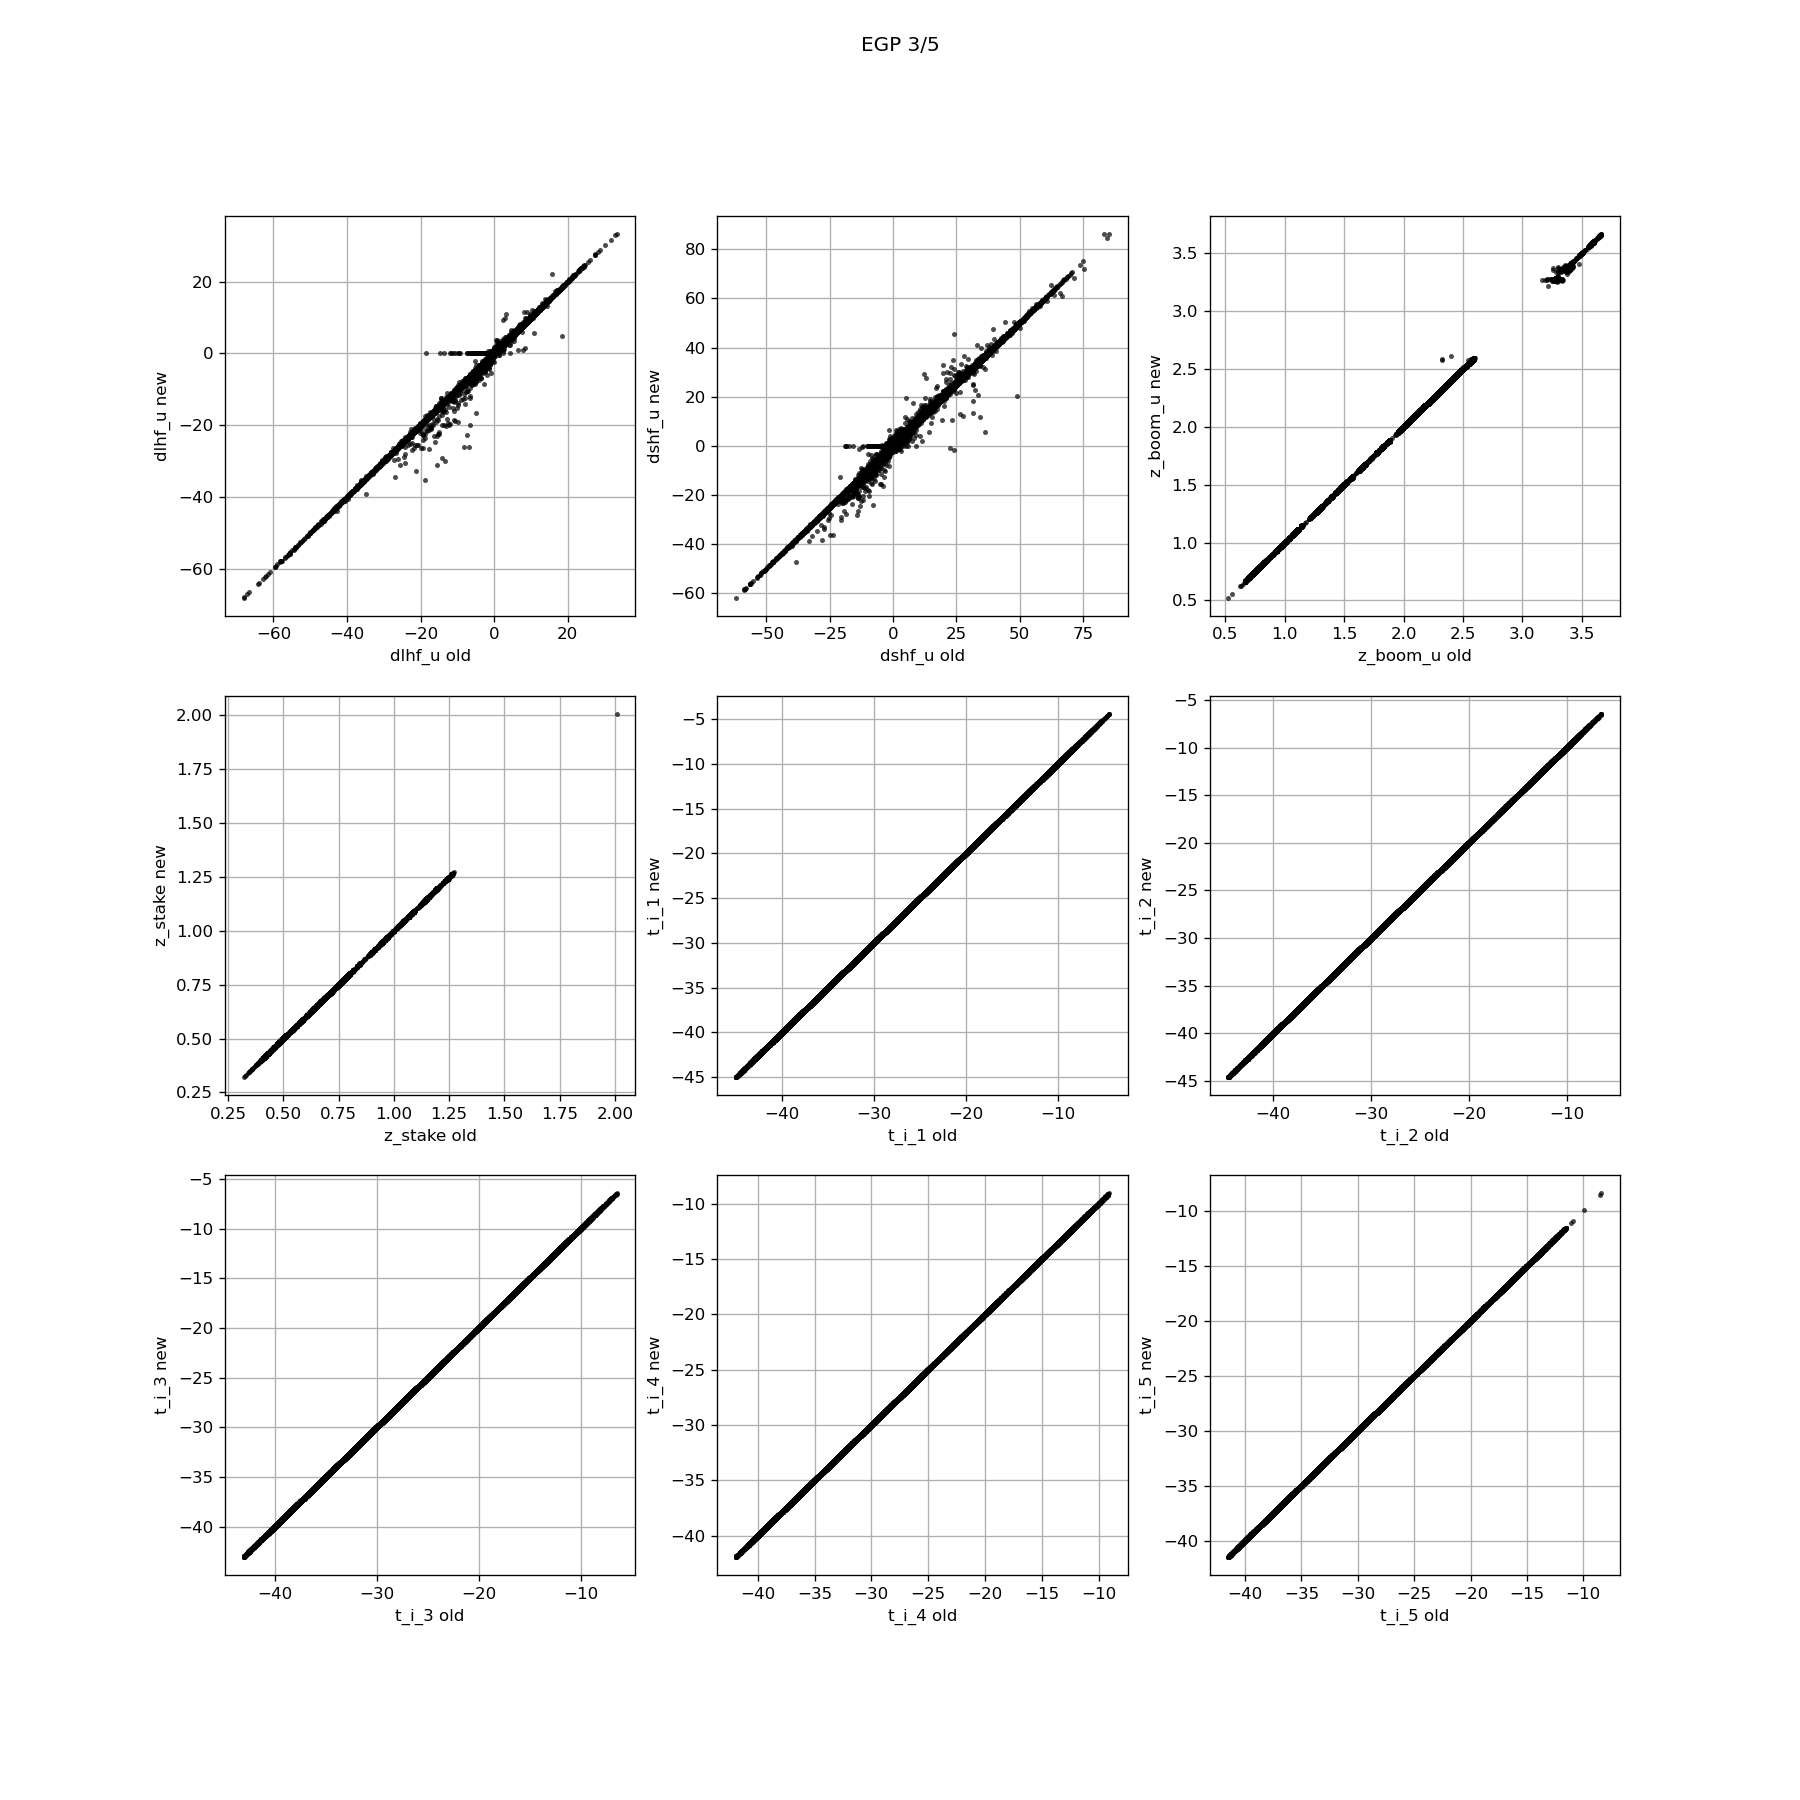 EGP 3/5
dlhf_u new
20
0
−20
−40
−60
−60 −40 −20 0 20
dlhf_u old
dshf_u new
80
60
40
20
0
−20
−40
−60
−50 −25 0 25 50 75
dshf_u old
z_boom_u new
3.5
3.0
2.5
2.0
1.5
1.0
0.5
0.5 1.0 1.5 2.0 2.5 3.0 3.5
z_boom_u old
z_stake new
2.00
1.75
1.50
1.25
1.00
0.75
0.50
0.25
0.25 0.50 0.75 1.00 1.25 1.50 1.75 2.00
z_stake old
t_i_1 new
−5
−10
−15
−20
−25
−30
−35
−40
−45
−40 −30 −20 −10
t_i_1 old
t_i_2 new
−5
−10
−15
−20
−25
−30
−35
−40
−45
−40 −30 −20 −10
t_i_2 old
t_i_3 new
−5
−10
−15
−20
−25
−30
−35
−40
−40 −30 −20 −10
t_i_3 old
t_i_4 new
−10
−15
−20
−25
−30
−35
−40
−40 −35 −30 −25 −20 −15 −10
t_i_4 old
t_i_5 new
−10
−15
−20
−25
−30
−35
−40
−40 −35 −30 −25 −20 −15 −10
t_i_5 old